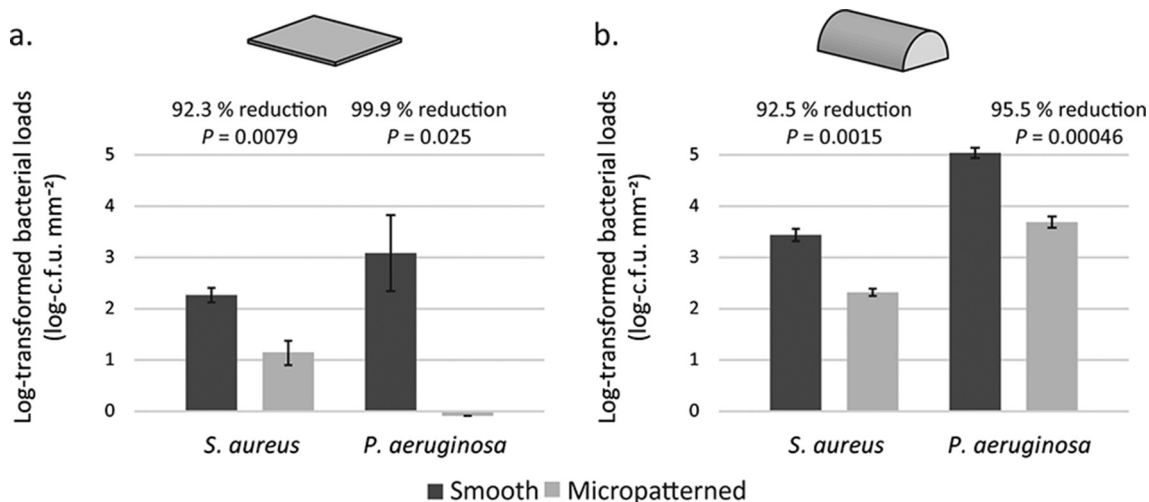 a.
92.3 % reduction
P = 0.0079
99.9 % reduction
P = 0.025
Log-transformed bacterial loads
(log-c.f.u. mm⁻²)
5
4
3
2
1
0
S. aureus
P. aeruginosa
b.
92.5 % reduction
P = 0.0015
95.5 % reduction
P = 0.00046
Log-transformed bacterial loads
(log-c.f.u. mm⁻²)
5
4
3
2
1
0
S. aureus
P. aeruginosa
Smooth Micropatterned